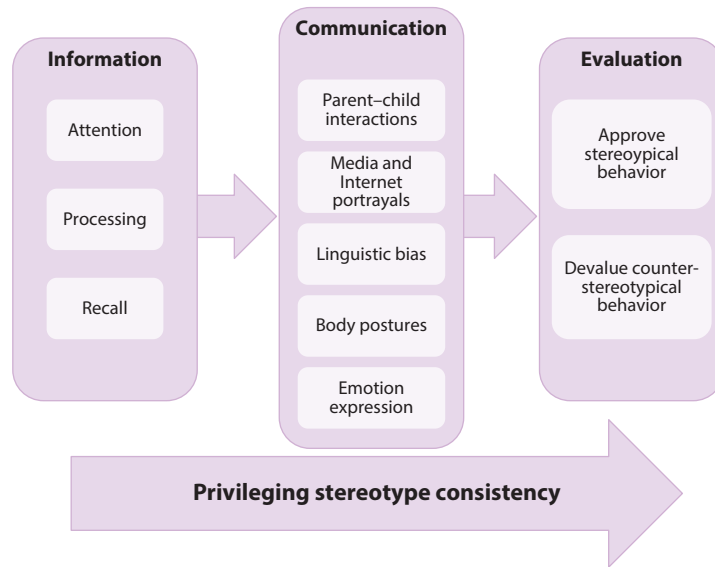 Information
Attention
Processing
Recall
Communication
Parent–child
interactions
Media and
Internet
portrayals
Linguistic bias
Body postures
Emotion
expression
Evaluation
Approve
stereoypical
behavior
Devalue counter-
stereotypical
behavior
Privileging stereotype consistency